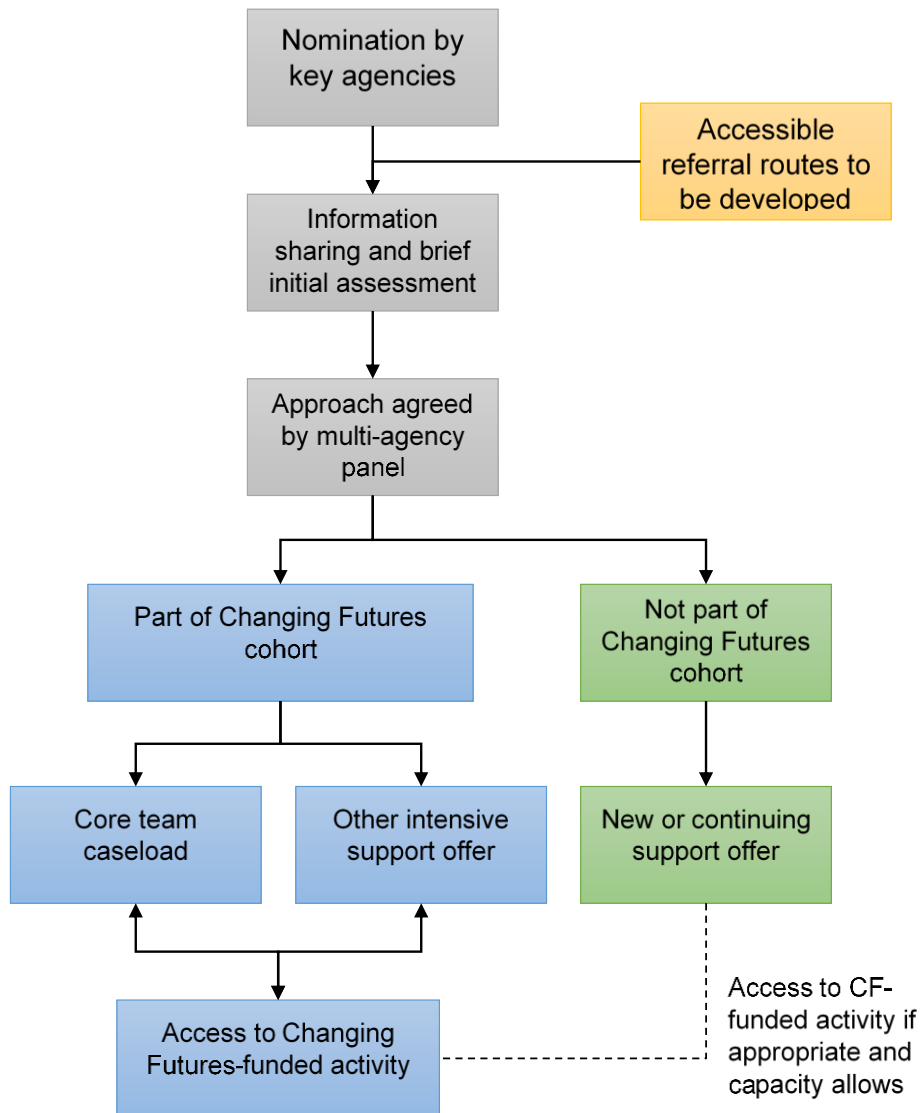 Nomination by
key agencies
Accessible
referral routes to
be developed
Information
sharing and brief
initial assessment
Approach agreed
by multi-agency
panel
Part of Changing Futures
cohort
Not part of
Changing Futures
cohort
Core team
caseload
Other intensive
support offer
New or continuing
support offer
Access to Changing
Futures-funded activity
Access to CF-
funded activity if
appropriate and
capacity allows